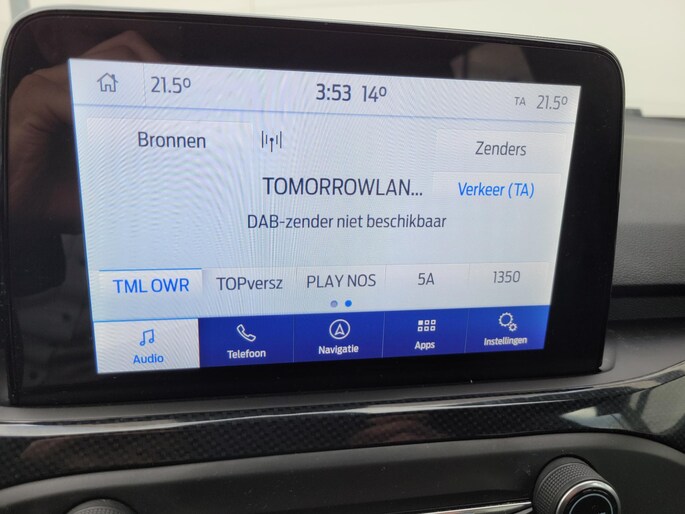 21.5°
3:53 14°
TA 21.5°
Bronnen
Zenders
TOMORROWLAN...
Verkeer (TA)
DAB-zender niet beschikbaar
TML OWR TOPversz PLAY NOS 5A 1350
Audio Telefoon Navigatie Apps Instellingen